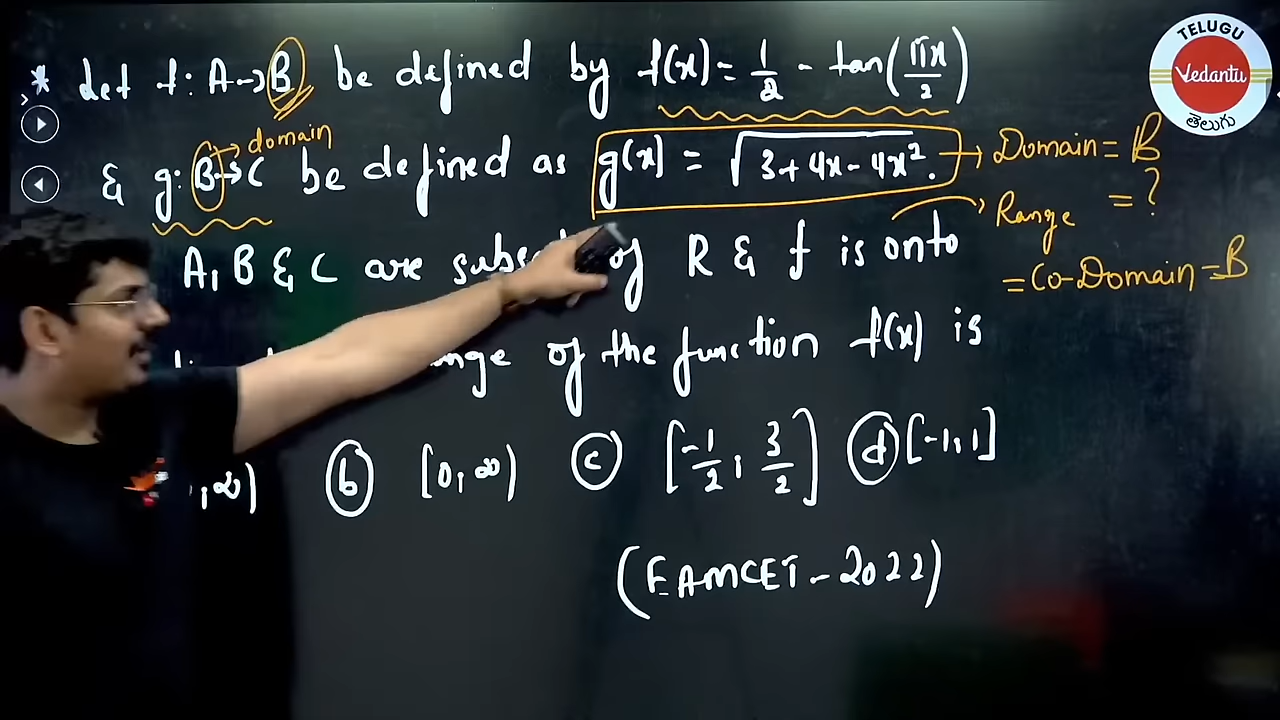 * Let f: A→B be defined by f(x) = 1/2 - tan(πx/2)
→ domain
& g: B→C be defined as g(x) = √3+4x-4x². → Domain = B
Range = ?
A, B & C are of R & f is onto
= Co-Domain = B
of the function f(x) is
, ∞) (b) [0, ∞) (c) [-1/2, 3/2] (d) [-1, 1]
(EAMCET - 2022)
TELUGU
Vedantu
తెలుగు